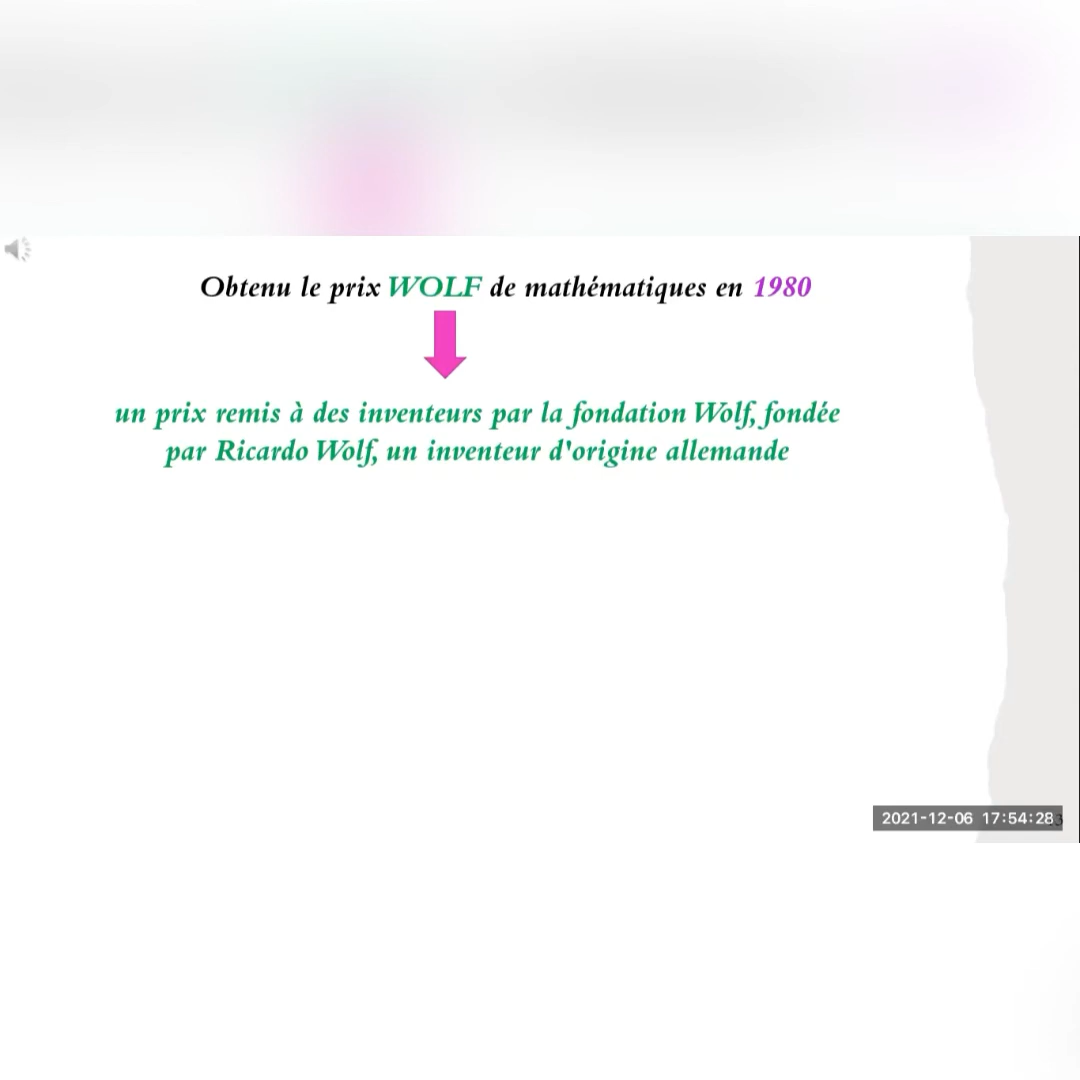 Obtenu le prix WOLF de mathématiques en 1980
un prix remis à des inventeurs par la fondation Wolf, fondée
par Ricardo Wolf, un inventeur d'origine allemande
2021-12-06 17:54:28